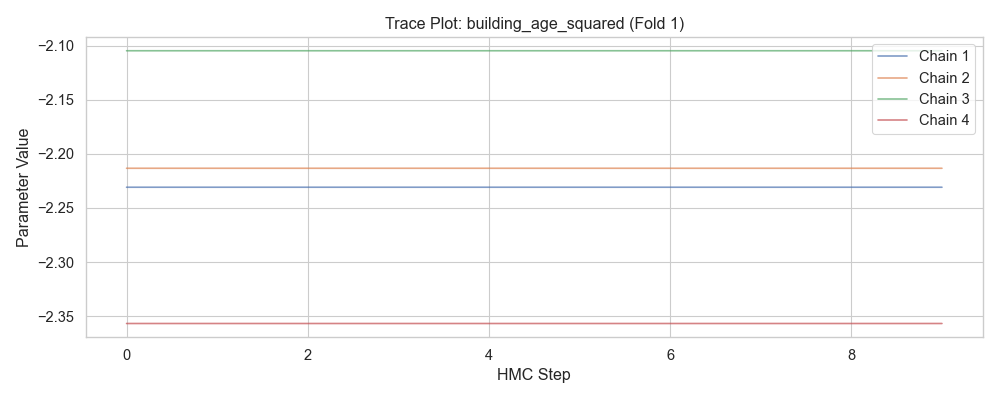 Trace Plot: building_age_squared (Fold 1)
−2.10
−2.15
−2.20
−2.25
−2.30
−2.35
Parameter Value
Chain 1
Chain 2
Chain 3
Chain 4
0 2 4 6 8
HMC Step